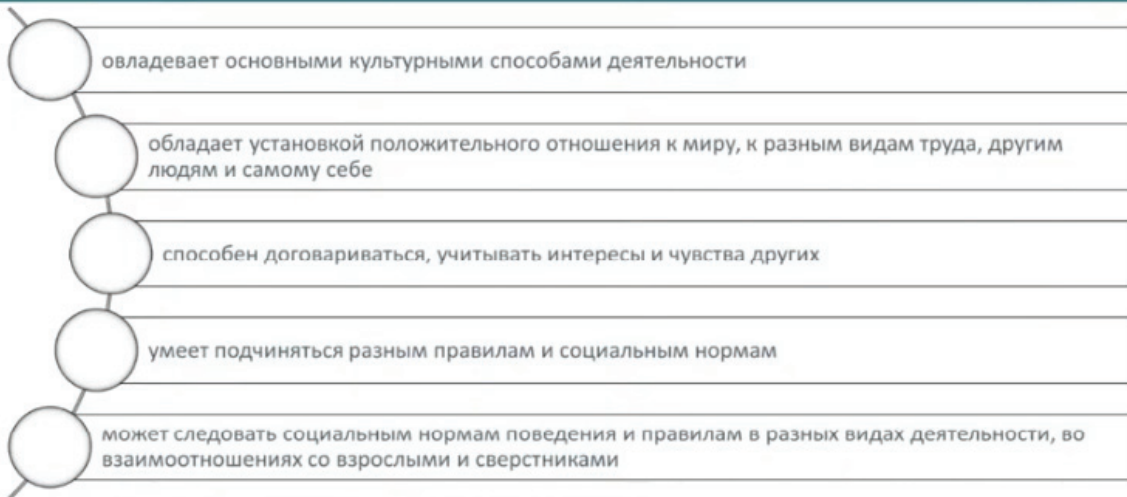 овладевает основными культурными способами деятельности
обладает установкой положительного отношения к миру, к разным видам труда, другим
людям и самому себе
способен договариваться, учитывать интересы и чувства других
умеет подчиняться разным правилам и социальным нормам
может следовать социальным нормам поведения и правилам в разных видах деятельности, во
взаимоотношениях со взрослыми и сверстниками